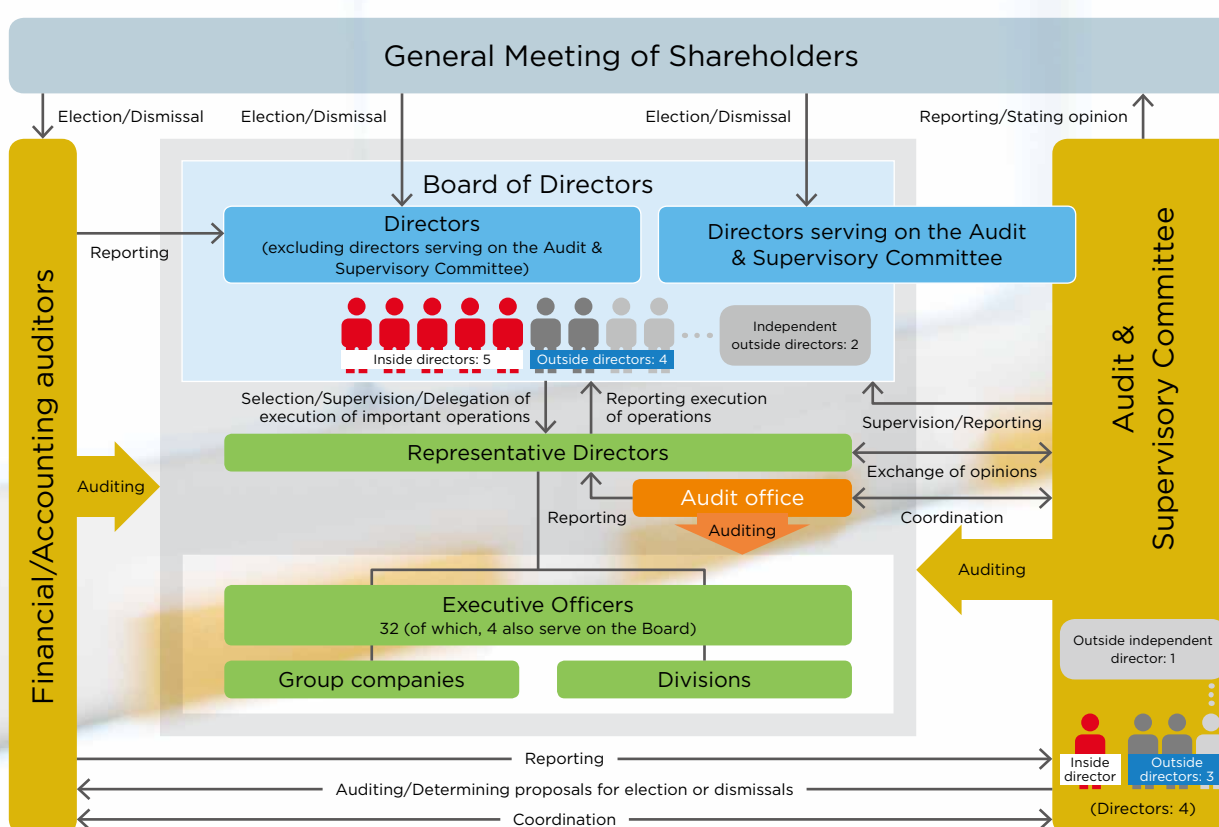 General Meeting of Shareholders
Election/Dismissal
Election/Dismissal
Election/Dismissal
Reporting/Stating opinion
Financial/Accounting auditors
Board of Directors
Directors
(excluding directors serving on the Audit &
Supervisory Committee)
Directors serving on the Audit
& Supervisory Committee
Reporting
Inside directors: 5
Outside directors: 4
Independent
outside directors: 2
Selection/Supervision/Delegation of
execution of important operations
Reporting execution
of operations
Supervision/Reporting
Representative Directors
Exchange of opinions
Auditing
Audit office
Reporting
Auditing
Coordination
Auditing
Executive Officers
32 (of which, 4 also serve on the Board)
Group companies
Divisions
Audit &
Supervisory Committee
Outside independent
director: 1
Inside
director
Outside
directors: 3
(Directors: 4)
Reporting
Auditing/Determining proposals for election or dismissals
Coordination